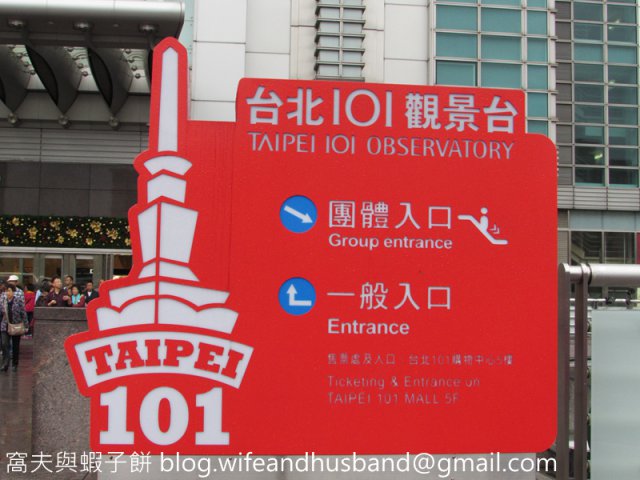 台北101觀景台
TAIPEI 101 OBSERVATORY
團體入口
Group entrance
一般入口
Entrance
售票處及入口，台北101購物中心5樓
Ticketing & Entrance on
TAIPEI 101 MALL 5F
TAIPEI
101
窩夫與蝦子餅 blog.wifeandhusband@gmail.com